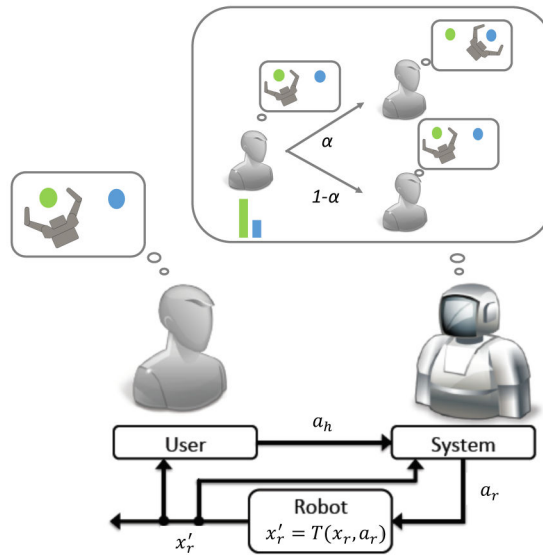 α
1-α
a_h
User
System
a_r
Robot
x'_r = T(x_r, a_r)
x'_r